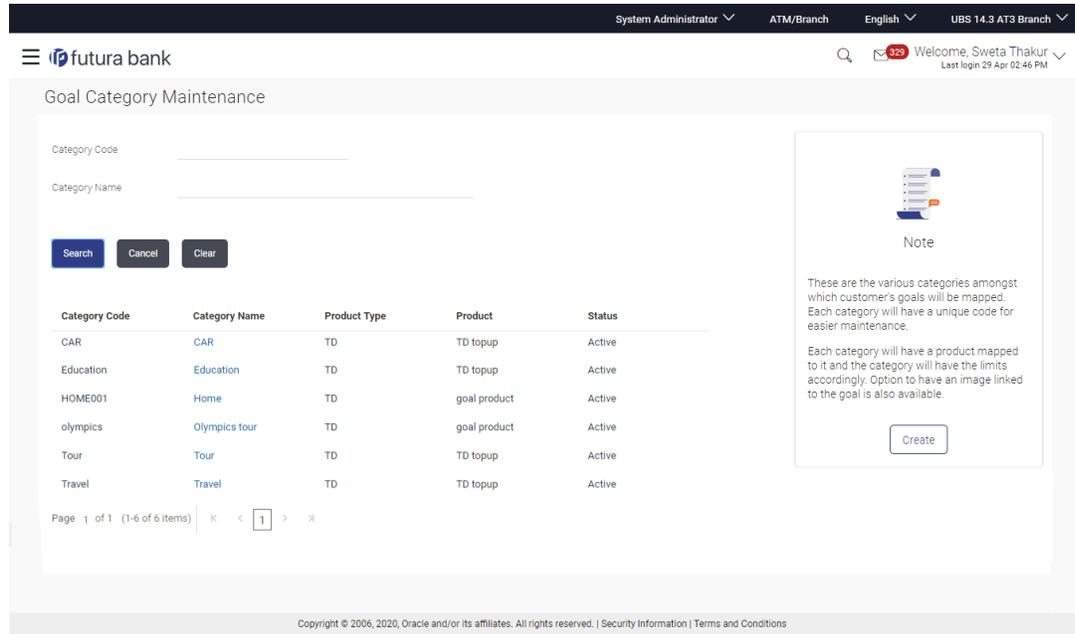 System Administrator ATM/Branch English UBS 14.3 AT3 Branch
futura bank 329 Welcome, Sweta Thakur
Last login 29 Apr 02:46 PM
Goal Category Maintenance
Category Code
Category Name
Search Cancel Clear
Category Code Category Name Product Type Product Status
CAR CAR TD TD topup Active
Education Education TD TD topup Active
HOME001 Home TD goal product Active
olympics Olympics tour TD goal product Active
Tour Tour TD TD topup Active
Travel Travel TD TD topup Active
Page 1 of 1 (1-6 of 6 items) 1
Note
These are the various categories amongst
which customer's goals will be mapped.
Each category will have a unique code for
easier maintenance.
Each category will have a product mapped
to it and the category will have the limits
accordingly. Option to have an image linked
to the goal is also available.
Create
Copyright © 2006, 2020, Oracle and/or its affiliates. All rights reserved. | Security Information | Terms and Conditions